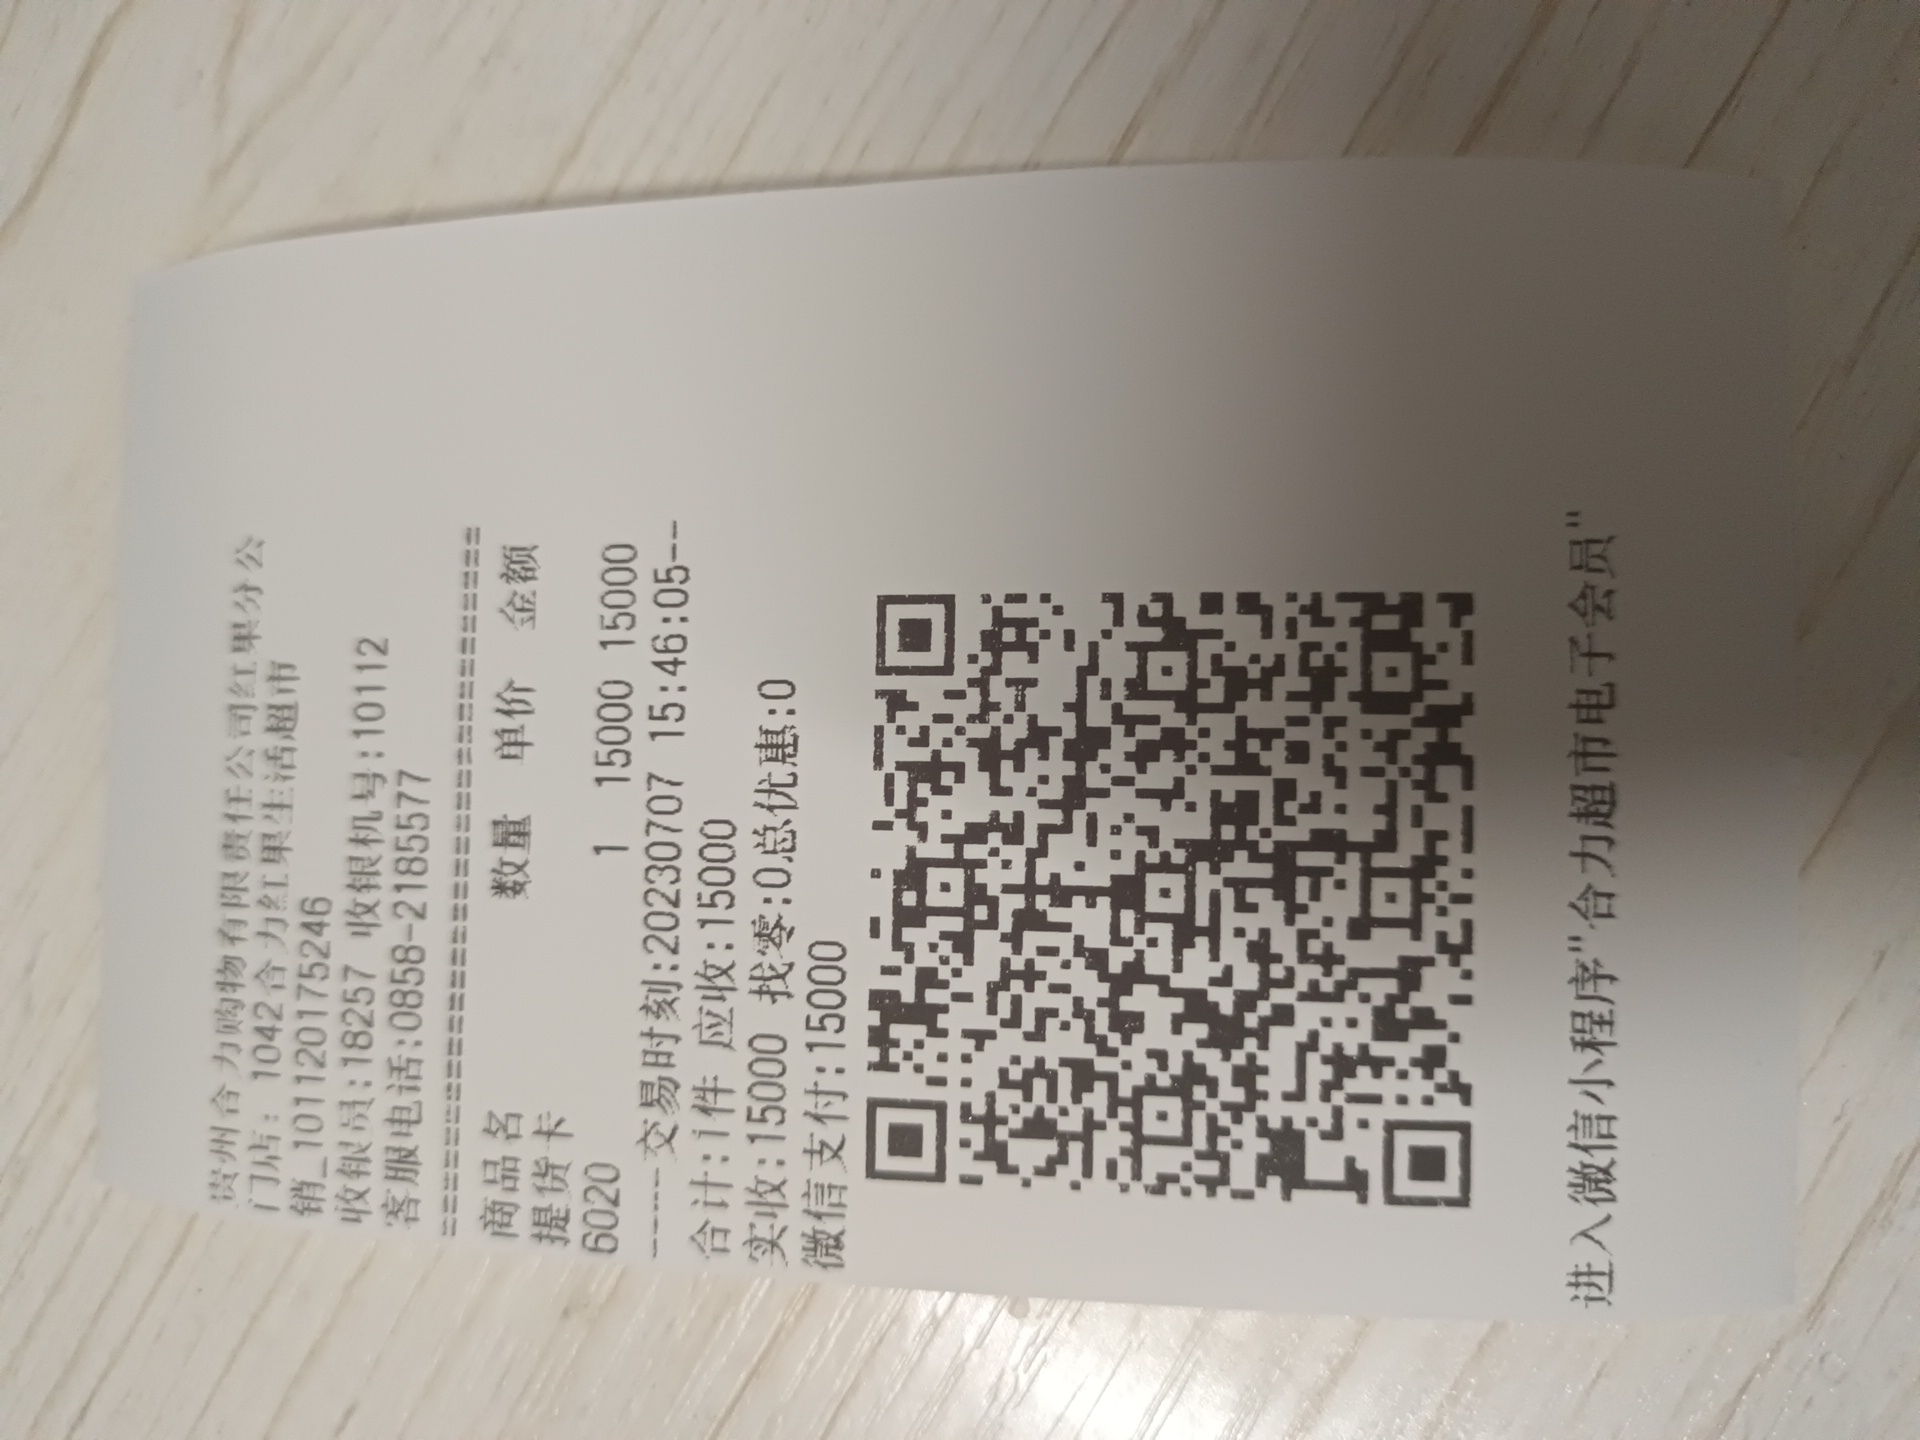 贵州合力购物有限责任公司红果分公
门店: 1042合力红果生活超市
销_101120175246
收银员:18257 收银机号:10112
客服电话:0858-2185577
==========================================
商品名 数量 单价 金额
提货卡
6020 1 15000 15000
-----交易时刻:20230707 15:46:05--
合计:1件 应收:15000
实收:15000 找零:0总优惠:0
微信支付:15000
进入微信小程序"合力超市电子会员"